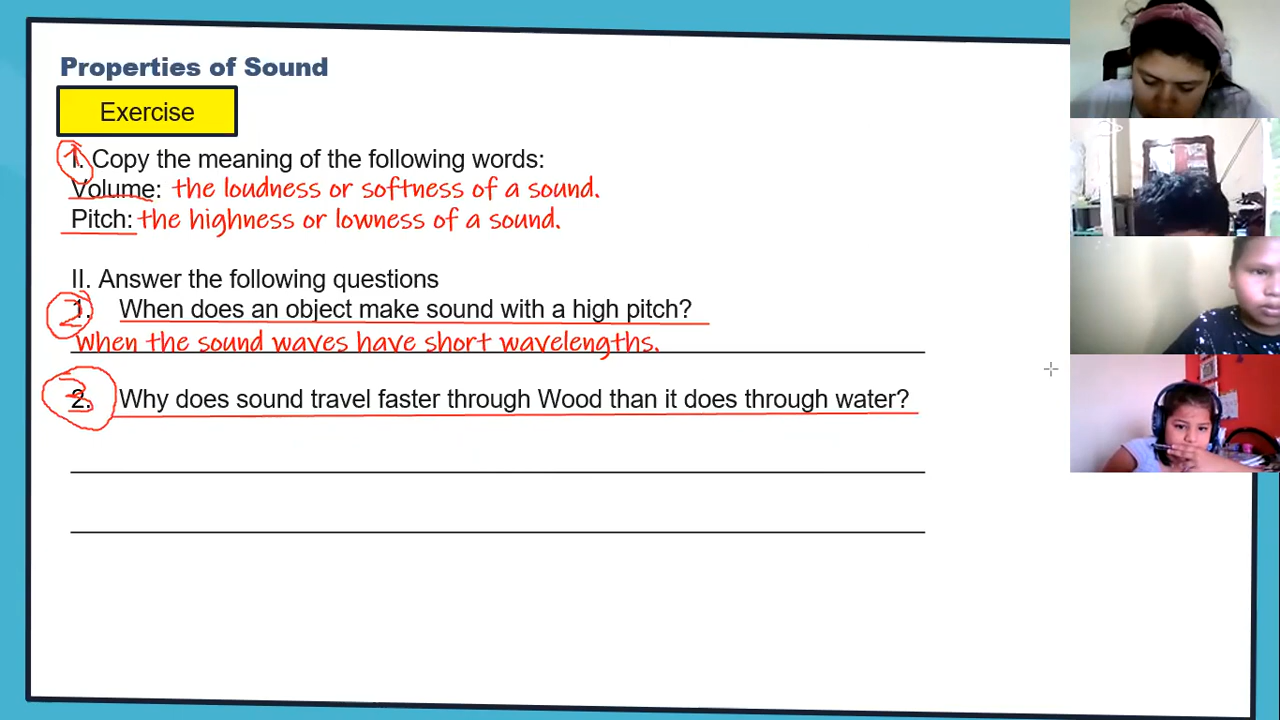 Properties of Sound
Exercise
1 I. Copy the meaning of the following words:
Volume: the loudness or softness of a sound.
Pitch: the highness or lowness of a sound.
II. Answer the following questions
2 1. When does an object make sound with a high pitch?
When the sound waves have short wavelengths.
3 2. Why does sound travel faster through Wood than it does through water?